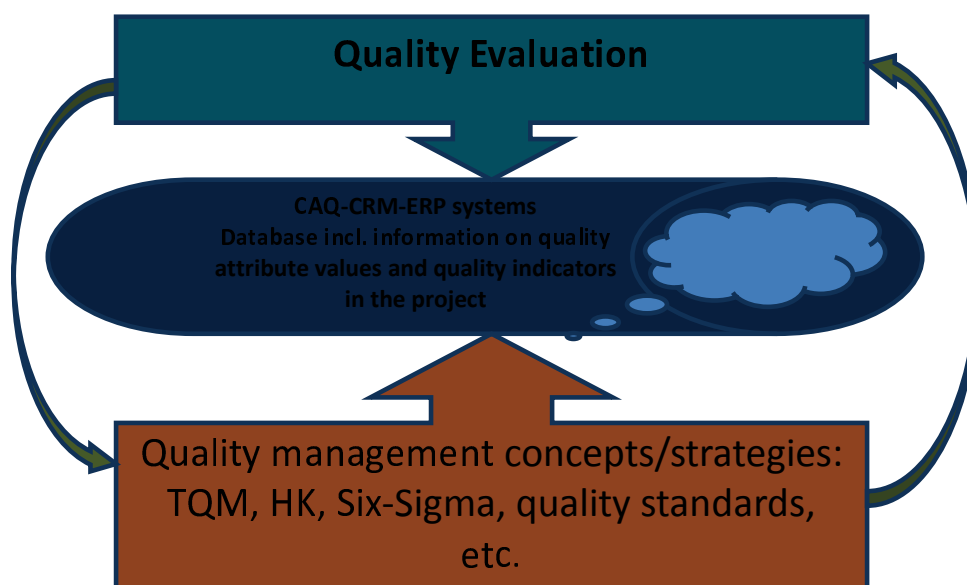 Quality Evaluation
CAQ-CRM-ERP systems
Database incl. information on quality
attribute values and quality indicators
in the project
Quality management concepts/strategies:
TQM, HK, Six-Sigma, quality standards,
etc.